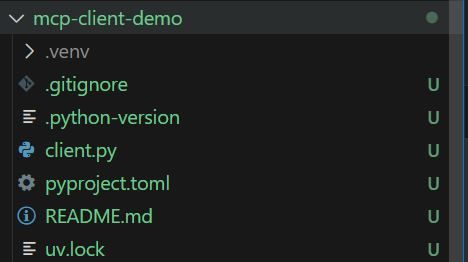 mcp-client-demo
.venv
.gitignore U
.python-version U
client.py U
pyproject.toml U
README.md U
uv.lock U